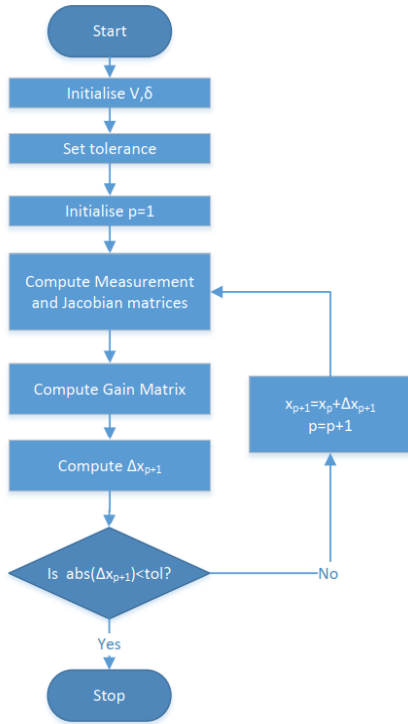 Start
Initialise V,δ
Set tolerance
Initialise p=1
Compute Measurement
and Jacobian matrices
Compute Gain Matrix
xₚ₊₁=xₚ+Δxₚ₊₁
p=p+1
Compute Δxₚ₊₁
Is abs(Δxₚ₊₁)<tol?
No
Yes
Stop